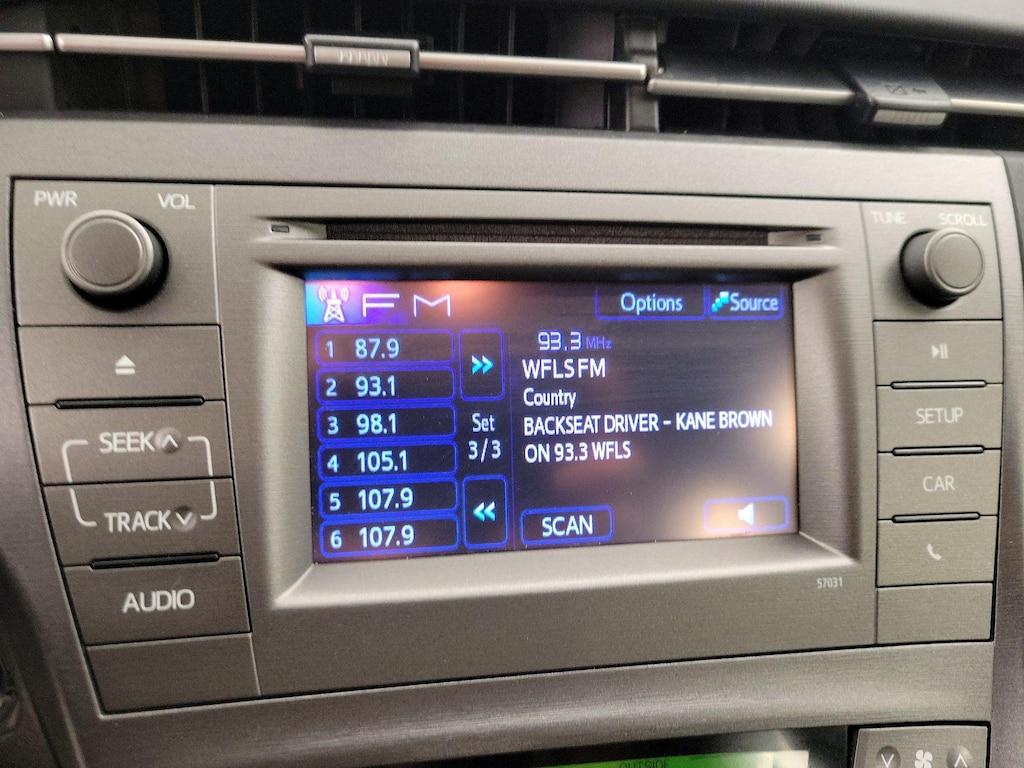 PWR VOL
TUNE SCROLL
FM
Options
Source
1 87.9
2 93.1
3 98.1
4 105.1
5 107.9
6 107.9
Set
3/3
93.3 MHz
WFLS FM
Country
BACKSEAT DRIVER - KANE BROWN
ON 93.3 WFLS
SCAN
SEEK
TRACK
AUDIO
SETUP
CAR
57031
OUTSIDE